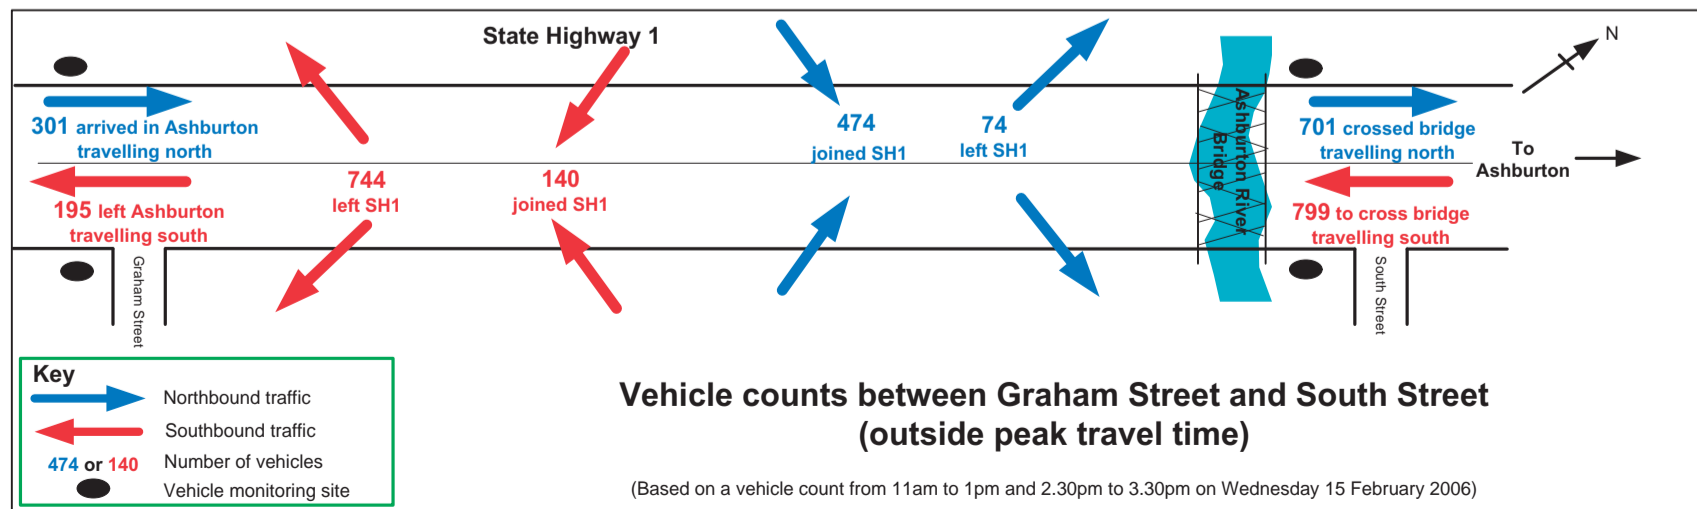 State Highway 1
N
301 arrived in Ashburton
travelling north
195 left Ashburton
travelling south
744
left SH1
140
joined SH1
474
joined SH1
74
left SH1
Ashburton River
Bridge
701 crossed bridge
travelling north
799 to cross bridge
travelling south
To
Ashburton
Graham Street
South Street
Key
Northbound traffic
Southbound traffic
474 or 140 Number of vehicles
Vehicle monitoring site
Vehicle counts between Graham Street and South Street
(outside peak travel time)
(Based on a vehicle count from 11am to 1pm and 2.30pm to 3.30pm on Wednesday 15 February 2006)